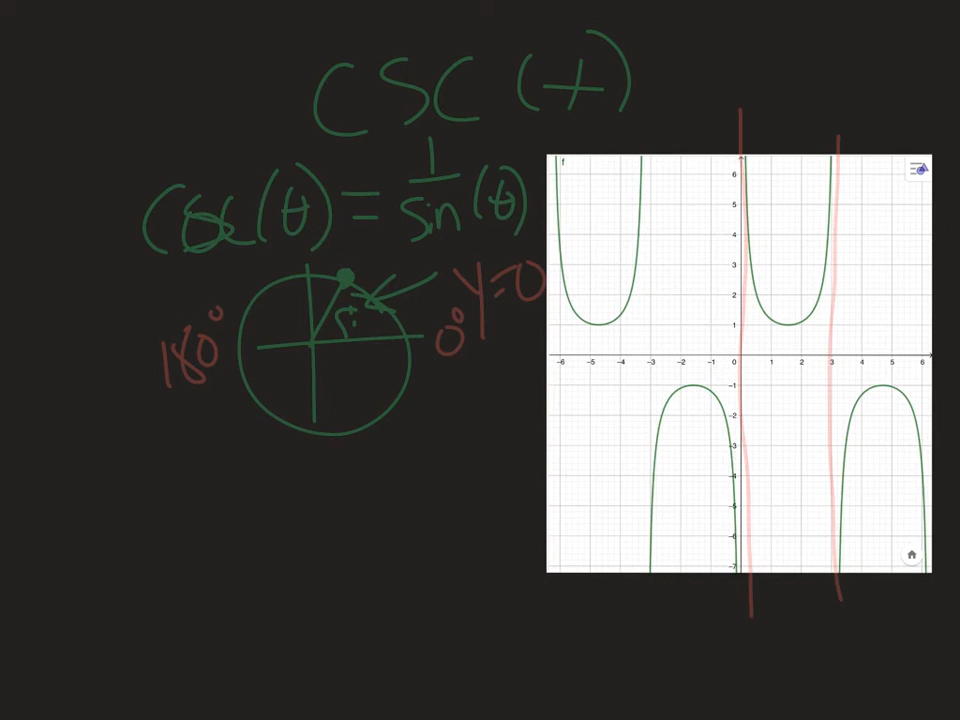 CSC (+)
Csc(θ) = 1/sin(θ)
180° 0° Y=0
f
6
5
4
3
2
1
-6 -5 -4 -3 -2 -1 0 1 2 3 4 5 6
-1
-2
-3
-4
-5
-6
-7